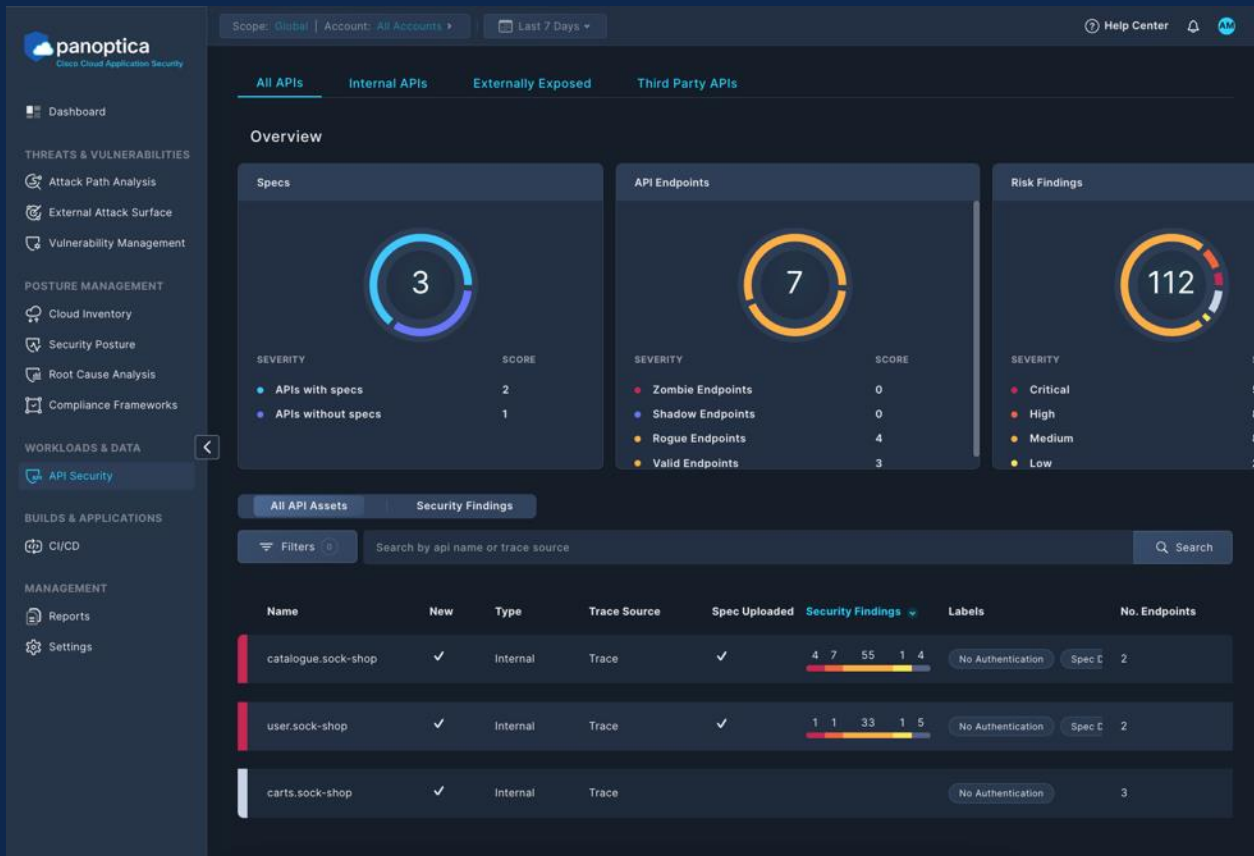 panoptica
Cisco Cloud Application Security
Scope: Global | Account: All Accounts
Last 7 Days
Help Center
AM
Dashboard
THREATS & VULNERABILITIES
Attack Path Analysis
External Attack Surface
Vulnerability Management
POSTURE MANAGEMENT
Cloud Inventory
Security Posture
Root Cause Analysis
Compliance Frameworks
WORKLOADS & DATA
API Security
BUILDS & APPLICATIONS
CI/CD
MANAGEMENT
Reports
Settings
All APIs Internal APIs Externally Exposed Third Party APIs
Overview
Specs
3
SEVERITY SCORE
APIs with specs 2
APIs without specs 1
API Endpoints
7
SEVERITY SCORE
Zombie Endpoints 0
Shadow Endpoints 0
Rogue Endpoints 4
Valid Endpoints 3
Risk Findings
112
SEVERITY
Critical
High
Medium
Low
All API Assets Security Findings
Filters 0 Search by api name or trace source Search
Name New Type Trace Source Spec Uploaded Security Findings Labels No. Endpoints
catalogue.sock-shop Internal Trace 4 7 55 1 4 No Authentication Spec 2
user.sock-shop Internal Trace 1 1 33 1 5 No Authentication Spec 2
carts.sock-shop Internal Trace No Authentication 3